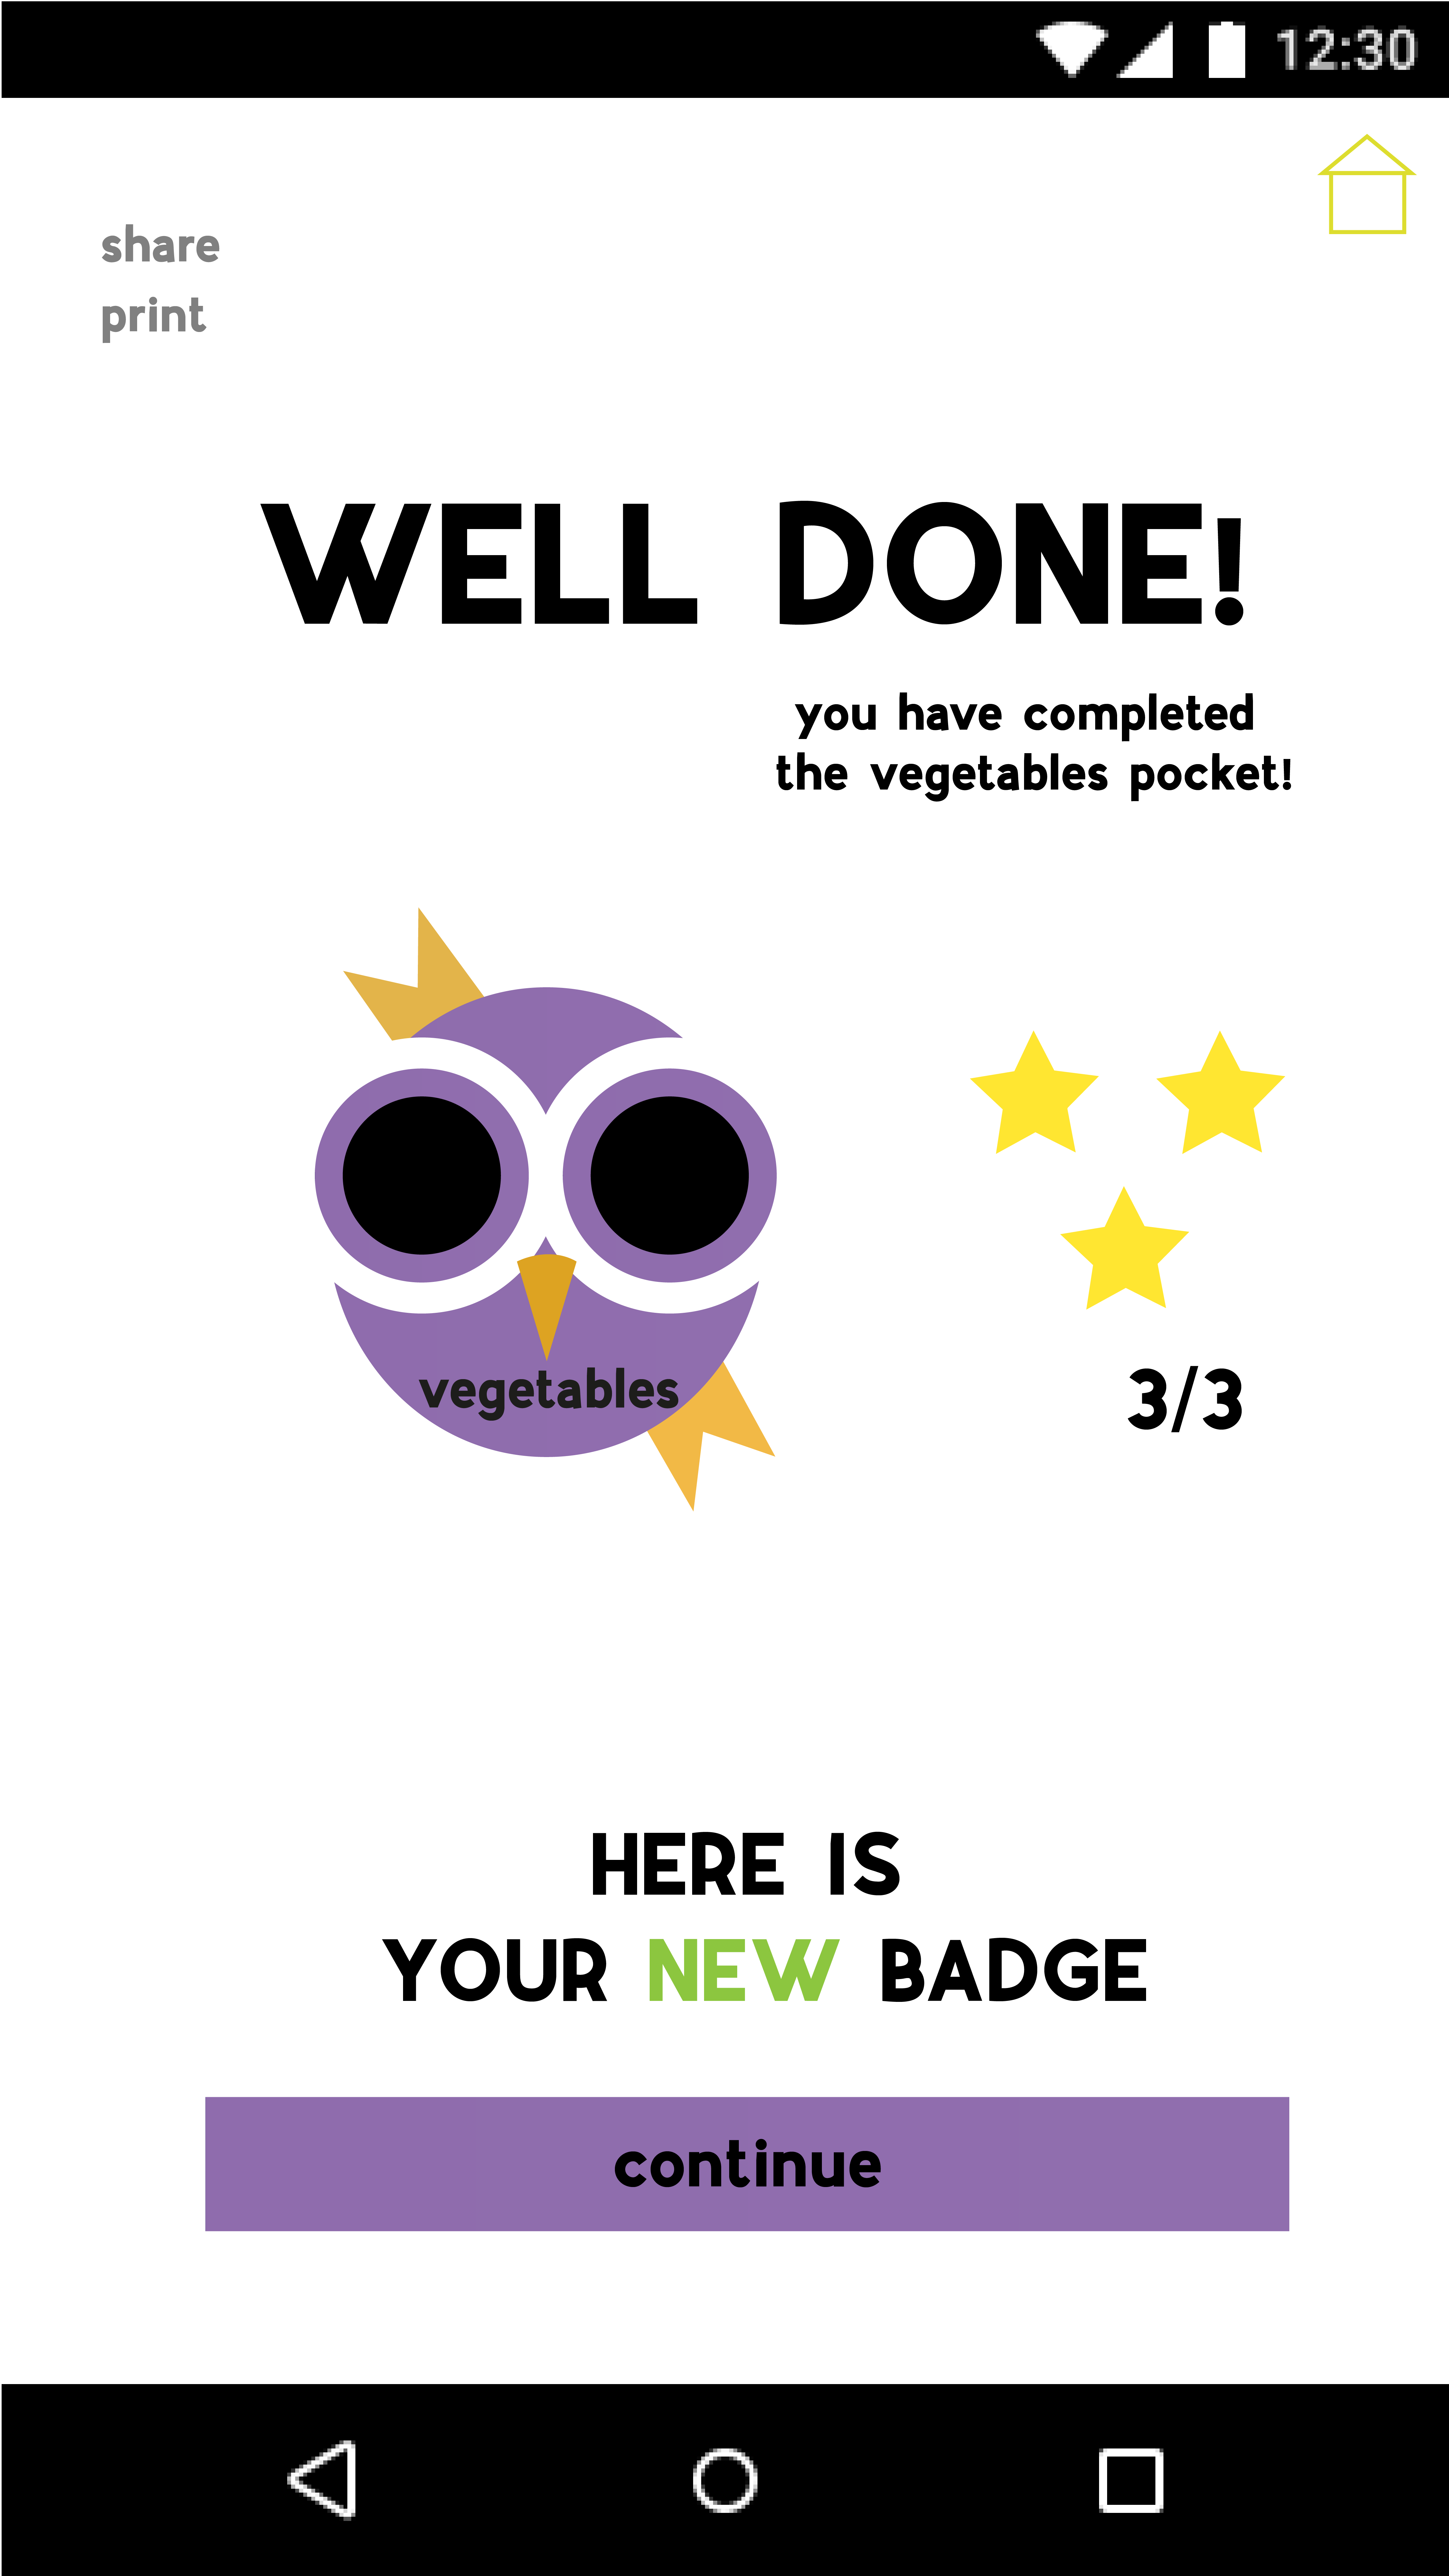 12:30
share
print
WELL DONE!
you have completed
the vegetables pocket!
vegetables
3/3
HERE IS
YOUR NEW BADGE
continue